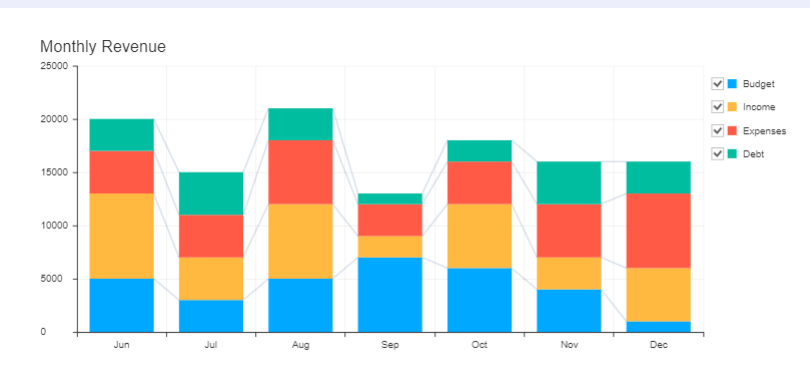 Monthly Revenue
25000
20000
15000
10000
5000
0
Jun Jul Aug Sep Oct Nov Dec
Budget
Income
Expenses
Debt